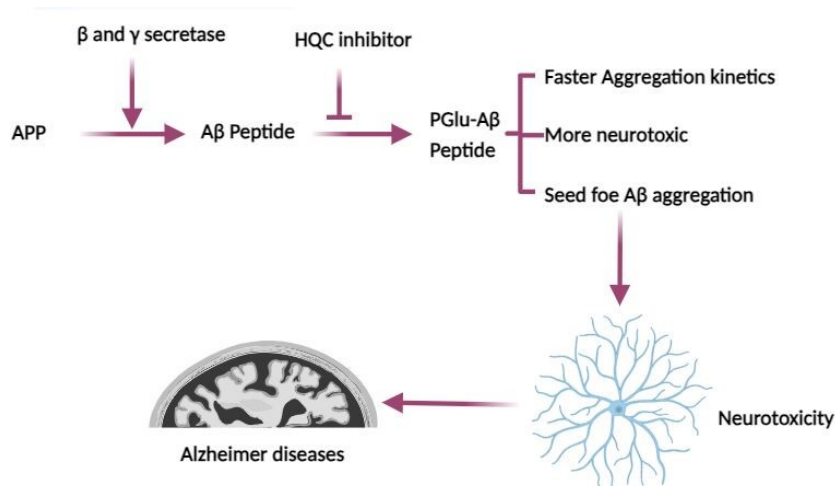 β and γ secretase
HQC inhibitor
APP
Aβ Peptide
PGlu-Aβ
Peptide
Faster Aggregation kinetics
More neurotoxic
Seed foe Aβ aggregation
Neurotoxicity
Alzheimer diseases